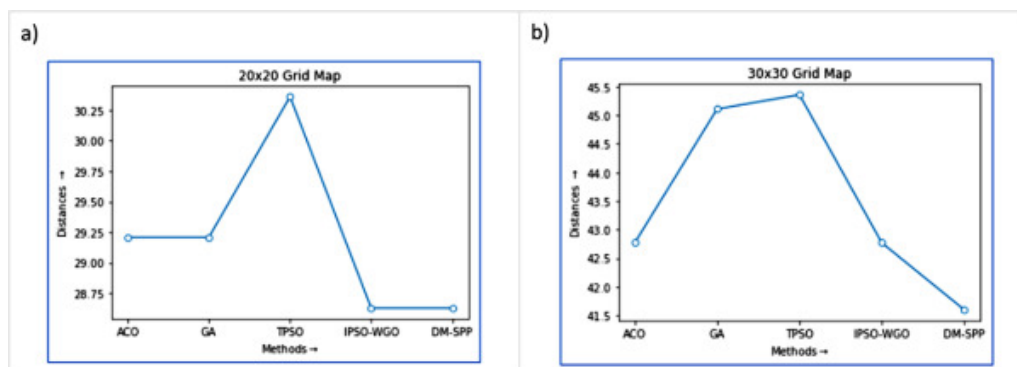 a)
20x20 Grid Map
30.25
30.00
29.75
29.50
29.25
29.00
28.75
Distances →
ACO GA TPSO IPSO-WGO DM-SPP
Methods →
b)
30x30 Grid Map
45.5
45.0
44.5
44.0
43.5
43.0
42.5
42.0
41.5
Distances →
ACO GA TPSO IPSO-WGO DM-SPP
Methods →